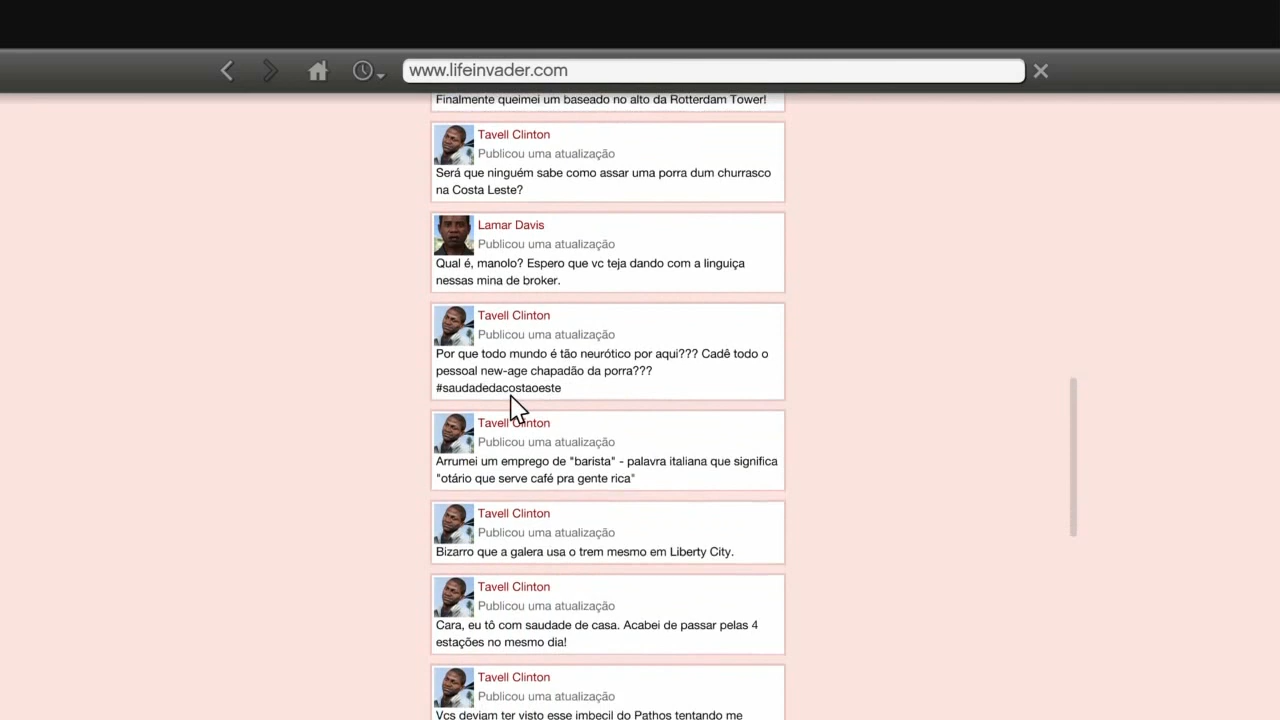 www.lifeinvader.com
Finalmente queimei um baseado no alto da Rotterdam Tower!
Tavell Clinton
Publicou uma atualização
Será que ninguém sabe como assar uma porra dum churrasco
na Costa Leste?
Lamar Davis
Publicou uma atualização
Qual é, manolo? Espero que vc teja dando com a linguiça
nessas mina de broker.
Tavell Clinton
Publicou uma atualização
Por que todo mundo é tão neurótico por aqui??? Cadê todo o
pessoal new-age chapadão da porra???
#saudadedacostaoeste
Tavell Clinton
Publicou uma atualização
Arrumei um emprego de "barista" - palavra italiana que significa
"otário que serve café pra gente rica"
Tavell Clinton
Publicou uma atualização
Bizarro que a galera usa o trem mesmo em Liberty City.
Tavell Clinton
Publicou uma atualização
Cara, eu tô com saudade de casa. Acabei de passar pelas 4
estações no mesmo dia!
Tavell Clinton
Publicou uma atualização
Vcs deviam ter visto esse imbecil do Pathos tentando me